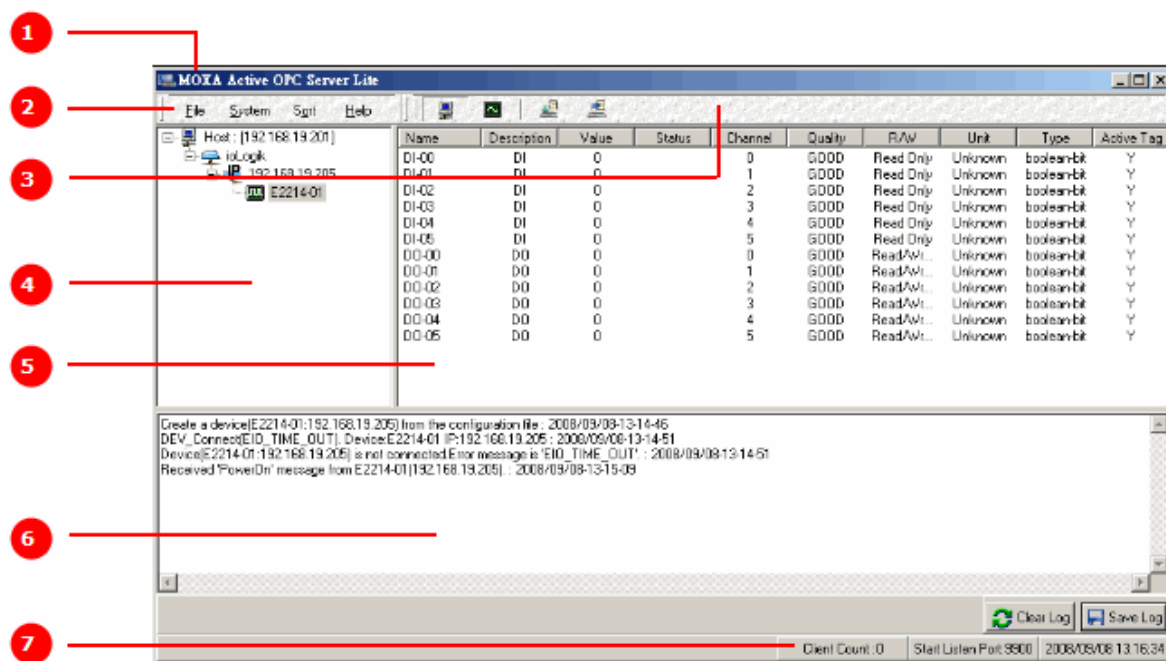 1
MOXA Active OPC Server Lite
2
File System Sort Help
Host : [192.168.19.201]
ioLogik
192.168.19.205
E2214-01
3
Name Description Value Status Channel Quality R/W Unit Type Active Tag
DI-00 DI 0 0 GOOD Read Only Unknown boolean-bit Y
DI-01 DI 0 1 GOOD Read Only Unknown boolean-bit Y
DI-02 DI 0 2 GOOD Read Only Unknown boolean-bit Y
DI-03 DI 0 3 GOOD Read Only Unknown boolean-bit Y
DI-04 DI 0 4 GOOD Read Only Unknown boolean-bit Y
DI-05 DI 0 5 GOOD Read Only Unknown boolean-bit Y
DO-00 DO 0 0 GOOD Read/Wr... Unknown boolean-bit Y
DO-01 DO 0 1 GOOD Read/Wr... Unknown boolean-bit Y
DO-02 DO 0 2 GOOD Read/Wr... Unknown boolean-bit Y
DO-03 DO 0 3 GOOD Read/Wr... Unknown boolean-bit Y
DO-04 DO 0 4 GOOD Read/Wr... Unknown boolean-bit Y
DO-05 DO 0 5 GOOD Read/Wr... Unknown boolean-bit Y
4
5
Create a device(E2214-01:192.168.19.205) from the configuration file : 2008/09/08-13-14-46
DEV_Connect(EIO_TIME_OUT). Device:E2214-01 IP:192.168.19.205 : 2008/09/08-13-14-51
Device(E2214-01:192.168.19.205) is not connected.Error message is 'EIO_TIME_OUT'. : 2008/09/08-13-14-51
Received 'PowerOn' message from E2214-01(192.168.19.205). : 2008/09/08-13-15-09
6
Clear Log Save Log
7
Client Count :0 Start Listen Port:9900 2008/09/08 13:16:34